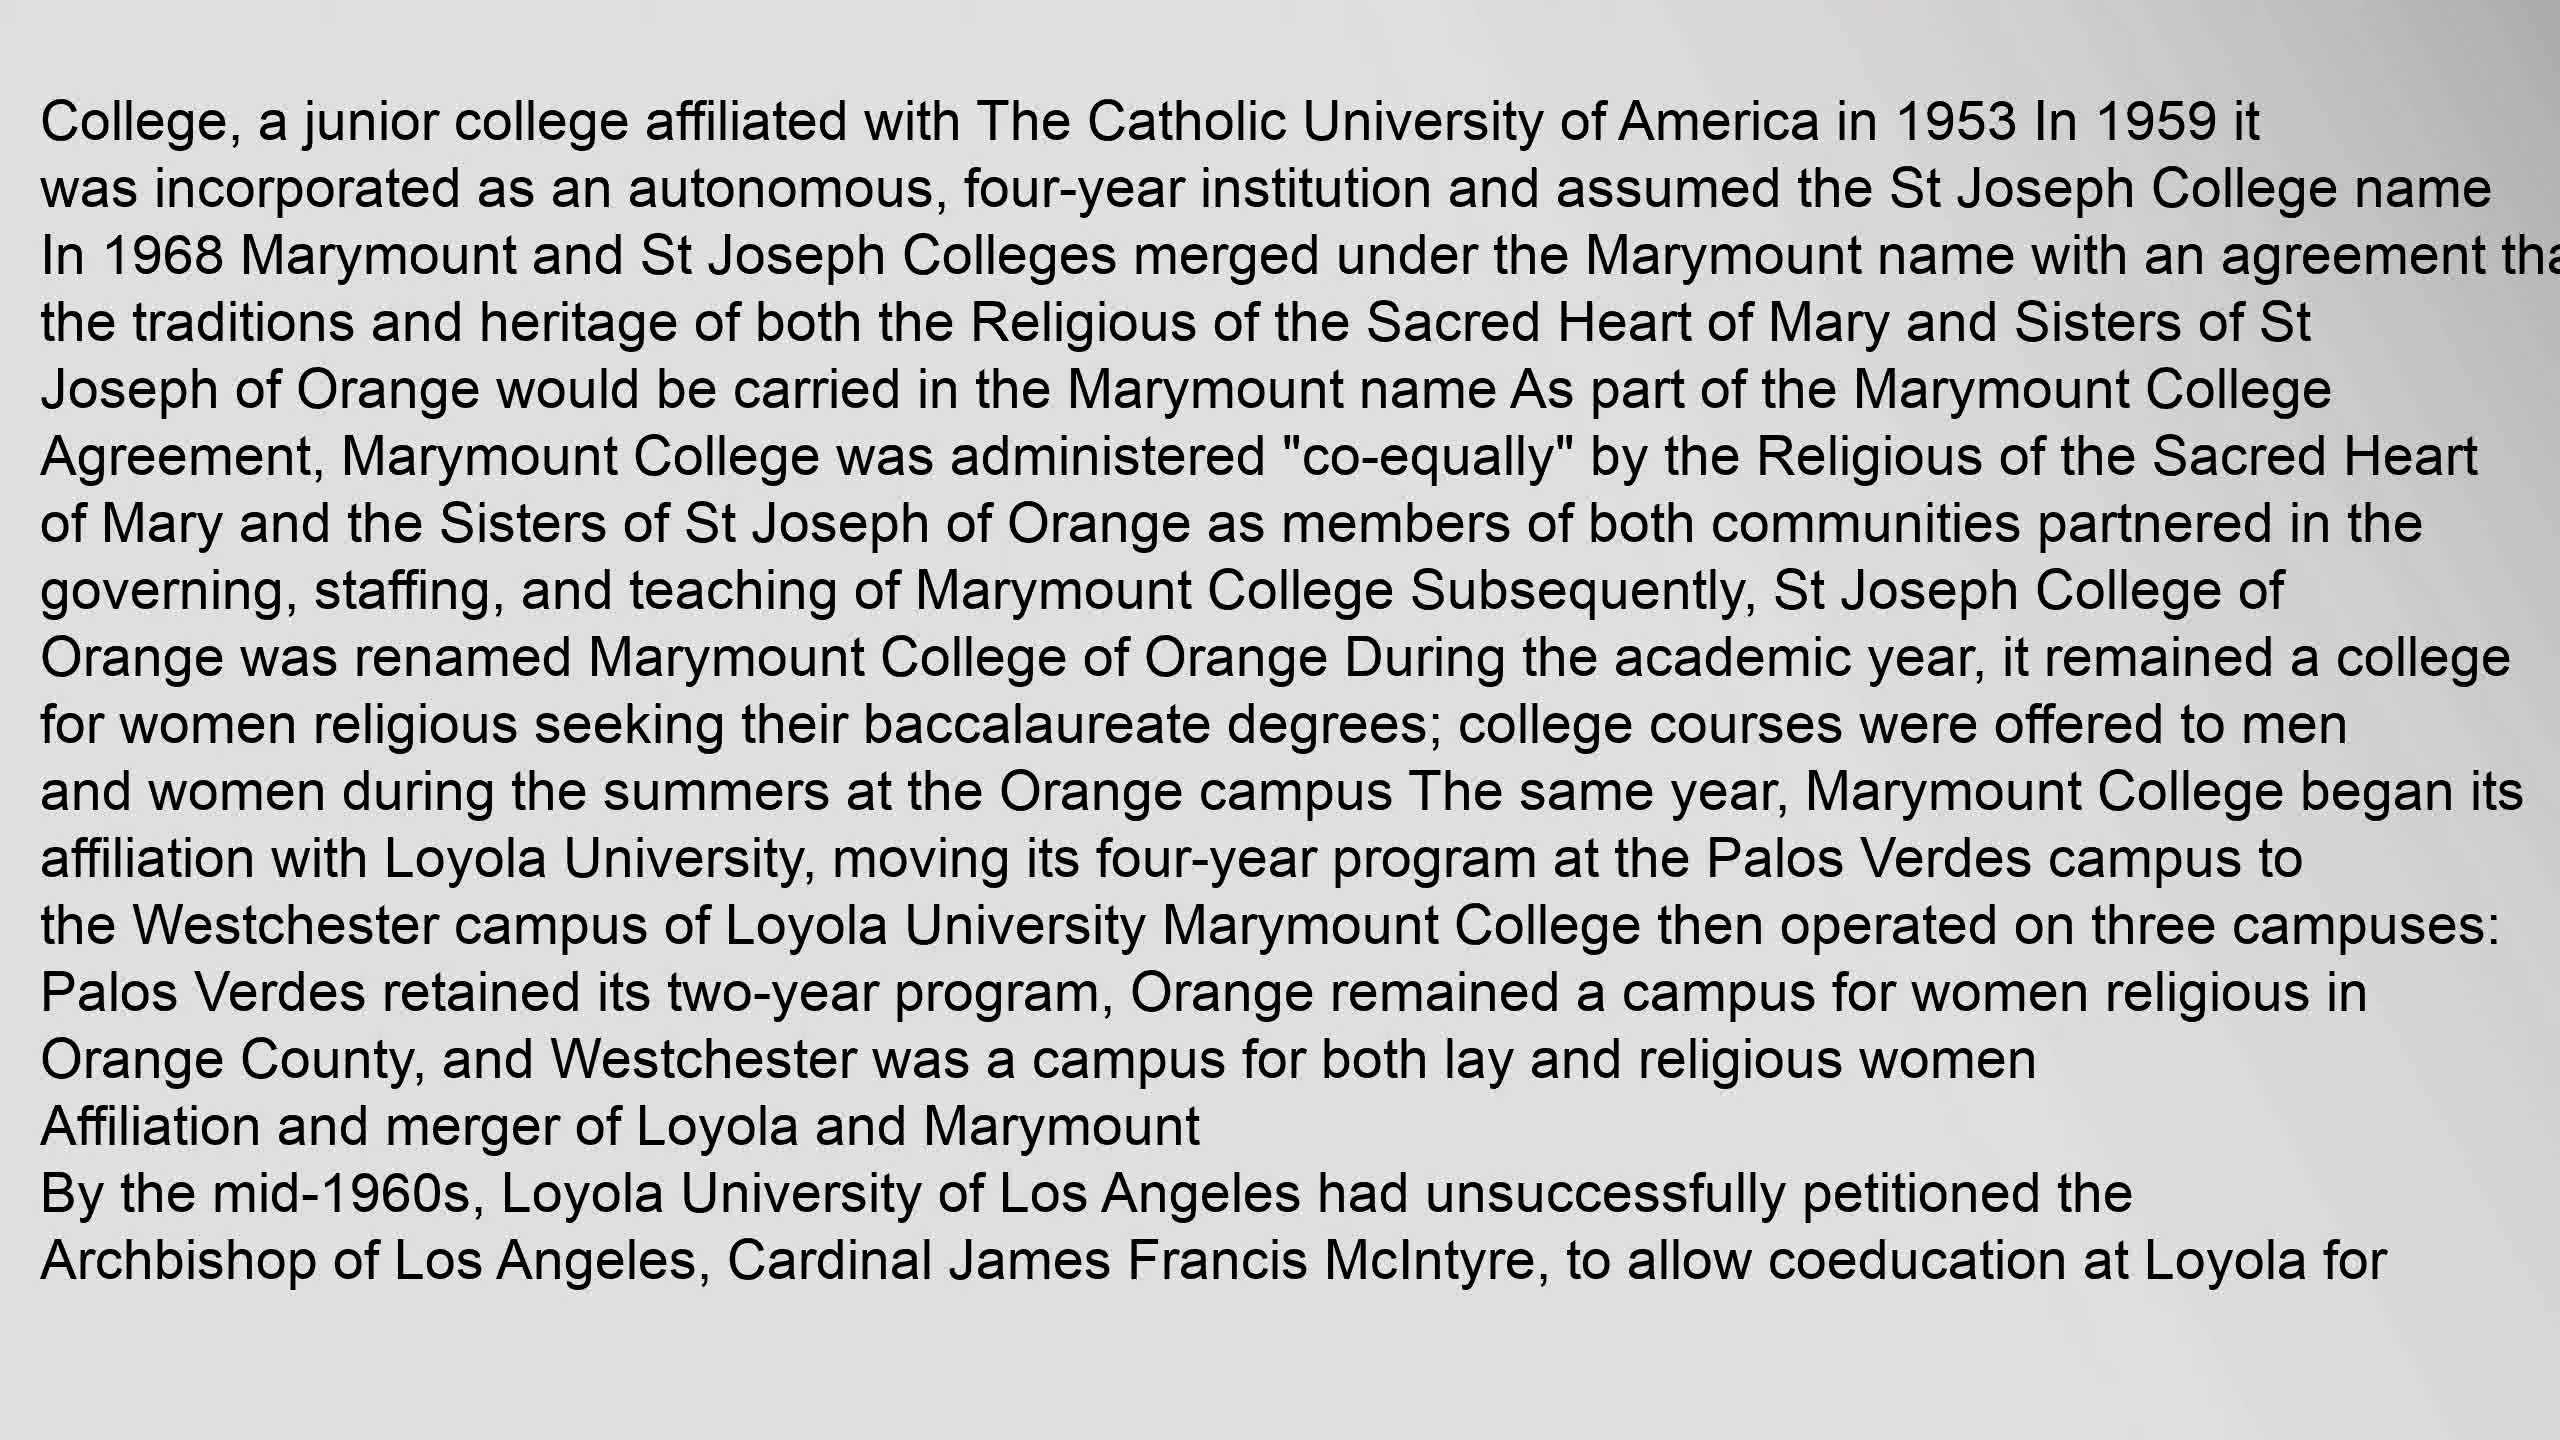 College, a junior college affiliated with The Catholic University of America in 1953 In 1959 it
was incorporated as an autonomous, four-year institution and assumed the St Joseph College name
In 1968 Marymount and St Joseph Colleges merged under the Marymount name with an agreement tha
the traditions and heritage of both the Religious of the Sacred Heart of Mary and Sisters of St
Joseph of Orange would be carried in the Marymount name As part of the Marymount College
Agreement, Marymount College was administered "co-equally" by the Religious of the Sacred Heart
of Mary and the Sisters of St Joseph of Orange as members of both communities partnered in the
governing, staffing, and teaching of Marymount College Subsequently, St Joseph College of
Orange was renamed Marymount College of Orange During the academic year, it remained a college
for women religious seeking their baccalaureate degrees; college courses were offered to men
and women during the summers at the Orange campus The same year, Marymount College began its
affiliation with Loyola University, moving its four-year program at the Palos Verdes campus to
the Westchester campus of Loyola University Marymount College then operated on three campuses:
Palos Verdes retained its two-year program, Orange remained a campus for women religious in
Orange County, and Westchester was a campus for both lay and religious women
Affiliation and merger of Loyola and Marymount
By the mid-1960s, Loyola University of Los Angeles had unsuccessfully petitioned the
Archbishop of Los Angeles, Cardinal James Francis McIntyre, to allow coeducation at Loyola for